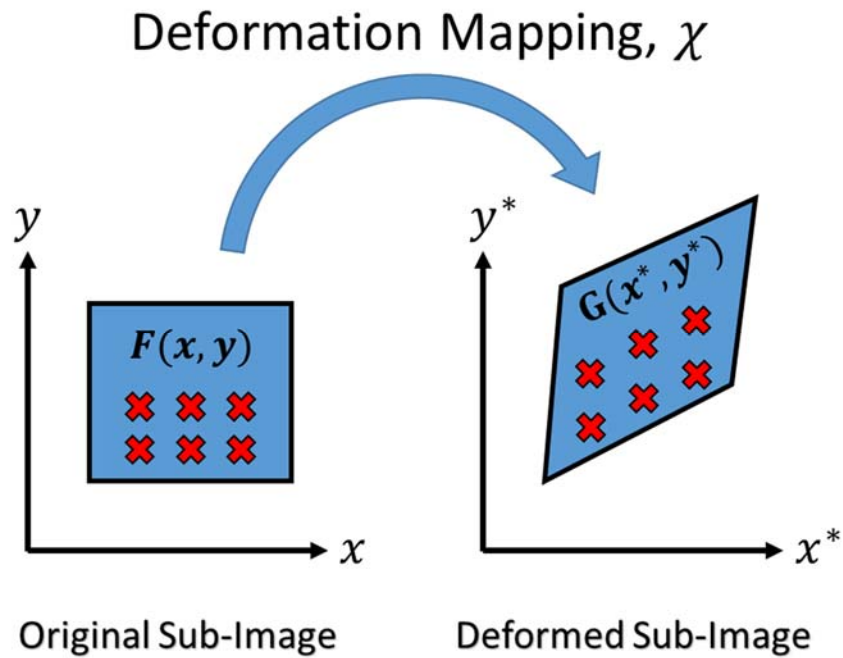 Deformation Mapping, χ
y
F(x, y)
x
Original Sub-Image
y*
G(x*, y*)
x*
Deformed Sub-Image